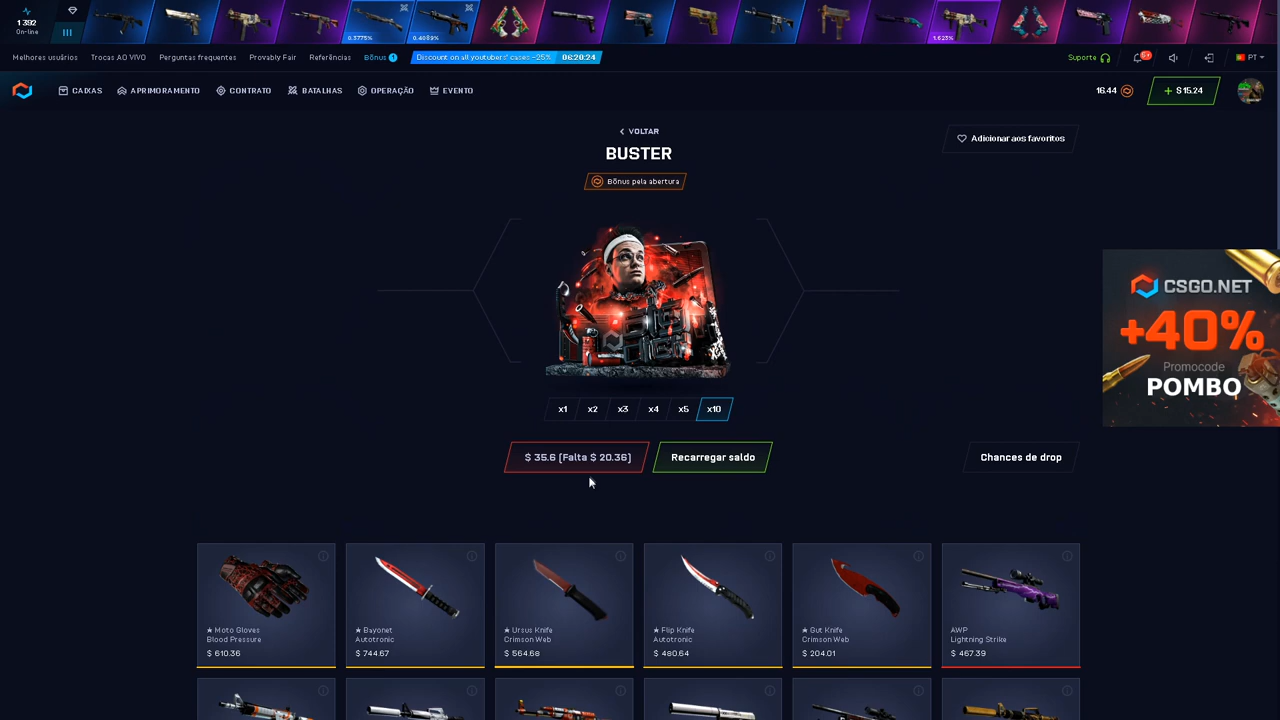 1 392
On-line
0.3775%
0.4089%
1.623%
Melhores usuários
Trocas AO VIVO
Perguntas frequentes
Provably Fair
Referências
Bônus
Discount on all youtubers' cases -25%
06:20:24
Suporte
PT
CAIXAS
APRIMORAMENTO
CONTRATO
BATALHAS
OPERAÇÃO
EVENTO
16.44
+ $ 15.24
VOLTAR
BUSTER
Adicionar aos favoritos
Bônus pela abertura
CSGO.NET
+40%
Promocode
POMBO
x1
x2
x3
x4
x5
x10
$ 35.6 (Falta $ 20.36)
Recarregar saldo
Chances de drop
★ Moto Gloves
Blood Pressure
$ 610.36
★ Bayonet
Autotronic
$ 744.67
★ Ursus Knife
Crimson Web
$ 564.68
★ Flip Knife
Autotronic
$ 480.64
★ Gut Knife
Crimson Web
$ 204.01
AWP
Lightning Strike
$ 467.39